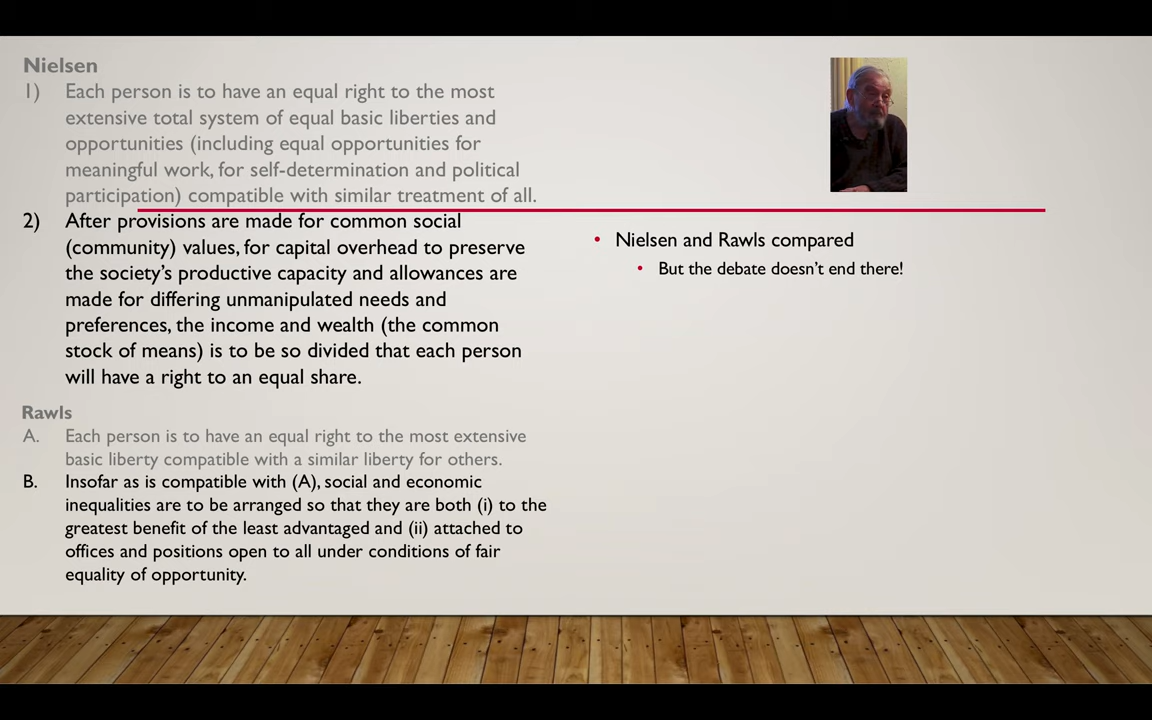 Nielsen
1) Each person is to have an equal right to the most
extensive total system of equal basic liberties and
opportunities (including equal opportunities for
meaningful work, for self-determination and political
participation) compatible with similar treatment of all.
2) After provisions are made for common social
(community) values, for capital overhead to preserve
the society’s productive capacity and allowances are
made for differing unmanipulated needs and
preferences, the income and wealth (the common
stock of means) is to be so divided that each person
will have a right to an equal share.
Rawls
A. Each person is to have an equal right to the most extensive
basic liberty compatible with a similar liberty for others.
B. Insofar as is compatible with (A), social and economic
inequalities are to be arranged so that they are both (i) to the
greatest benefit of the least advantaged and (ii) attached to
offices and positions open to all under conditions of fair
equality of opportunity.
• Nielsen and Rawls compared
• But the debate doesn’t end there!